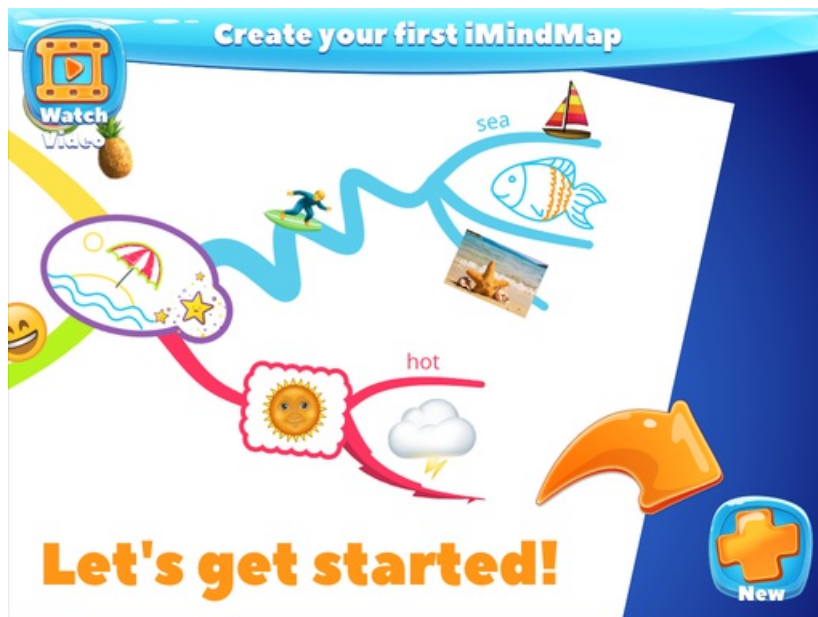 Create your first iMindMap
Watch
Video
sea
hot
Let's get started!
New